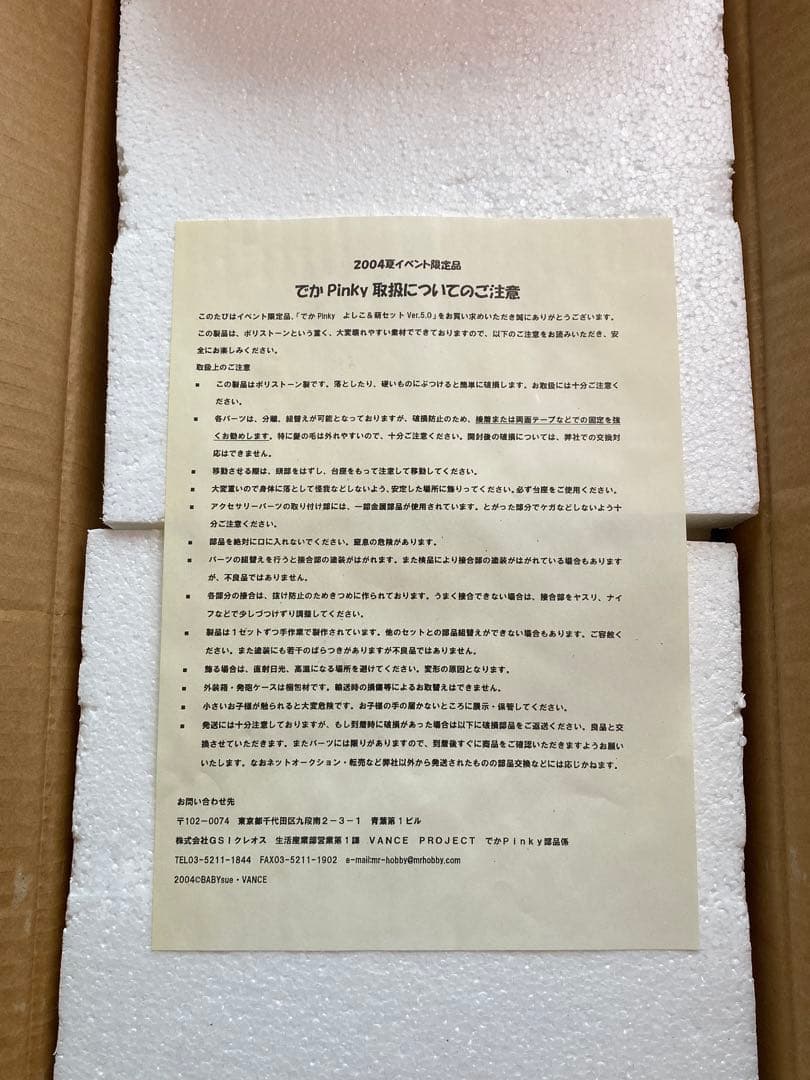 2004夏イベント限定品
でか Pinky 取扱についてのご注意
このたびはイベント限定品、「でか Pinky よしこ＆萌セット Ver.5.0」をお買い求めいただき誠にありがとうございます。
この製品は、ポリストーンという重く、大変壊れやすい素材でできておりますので、以下のご注意をお読みいただき、安
全にお楽しみください。
取扱上のご注意
■ この製品はポリストーン製です。落としたり、硬いものにぶつけると簡単に破損します。お取扱には十分ご注意く
ださい。
■ 各パーツは、分離、組替えが可能となっておりますが、破損防止のため、接着または両面テープなどでの固定を強
くお勧めします。特に髪の毛は外れやすいので、十分ご注意ください。開封後の破損については、弊社での交換対
応はできません。
■ 移動させる際は、頭部をはずし、台座をもって注意して移動してください。
■ 大変重いので身体に落として怪我などしないよう、安定した場所に飾りってください。必ず台座をご使用ください。
■ アクセサリーパーツの取り付け部には、一部金属部品が使用されています。とがった部分でケガなどしないよう十
分ご注意ください。
■ 部品を絶対に口に入れないでください。窒息の危険があります。
■ パーツの組替えを行うと接合部の塗装がはがれます。また検品により接合部の塗装がはがれている場合もあります
が、不良品ではありません。
■ 各部分の接合は、抜け防止のためきつめに作られております。うまく接合できない場合は、接合部をヤスリ、ナイ
フなどで少しづつけずり調整してください。
■ 製品は１セットずつ手作業で製作されています。他のセットとの部品組替えができない場合もあります。ご容赦く
ださい。また塗装にも若干のばらつきがありますが不良品ではありません。
■ 飾る場合は、直射日光、高温になる場所を避けてください。変形の原因となります。
■ 外装箱・発砲ケースは梱包材です。輸送時の損傷等によるお取替えはできません。
■ 小さいお子様が触られると大変危険です。お子様の手の届かないところに展示・保管してください。
■ 発送には十分注意しておりますが、もし到着時に破損があった場合は以下に破損部品をご返送ください。良品と交
換させていただきます。またパーツには限りがありますので、到着後すぐに商品をご確認いただきますようお願い
いたします。なおネットオークション・転売など弊社以外から発送されたものの部品交換などには応じかねます。
お問い合わせ先
〒102-0074 東京都千代田区九段南２－３－１ 青葉第１ビル
株式会社ＧＳＩクレオス 生活産業部営業第１課 ＶＡＮＣＥ ＰＲＯＪＥＣＴ でかＰｉｎｋｙ部品係
TEL03-5211-1844 FAX03-5211-1902 e-mail:mr-hobby@mrhobby.com
2004©BABYsue・VANCE